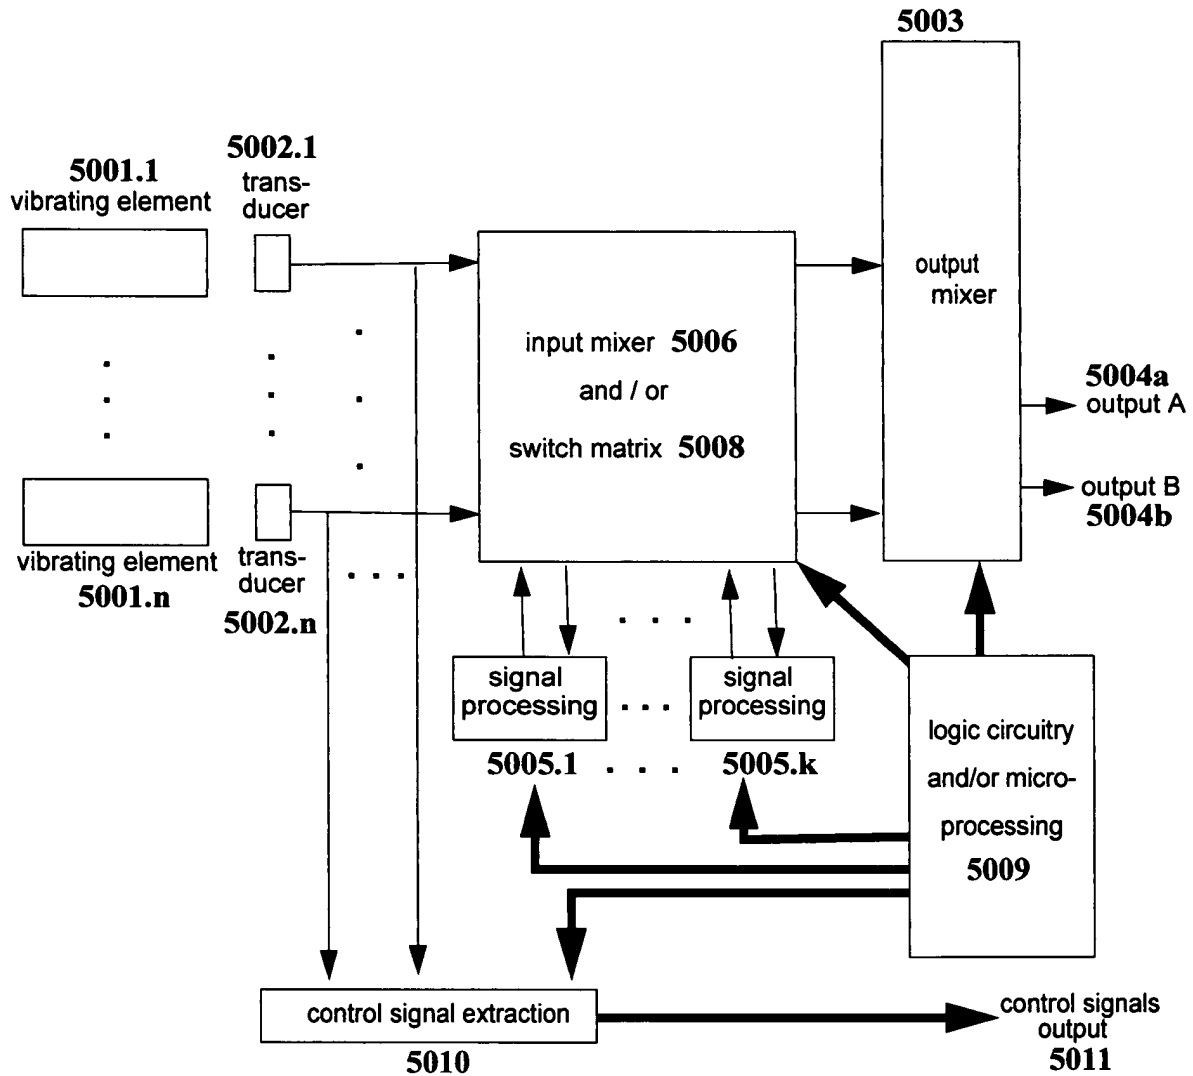 5003
5001.1
vibrating element
5002.1
trans-
ducer
output
mixer
input mixer 5006
and / or
switch matrix 5008
5004a
output A
output B
5004b
vibrating element
5001.n
trans-
ducer
5002.n
signal
processing
5005.1
signal
processing
5005.k
logic circuitry
and/or micro-
processing
5009
control signal extraction
5010
control signals
output
5011